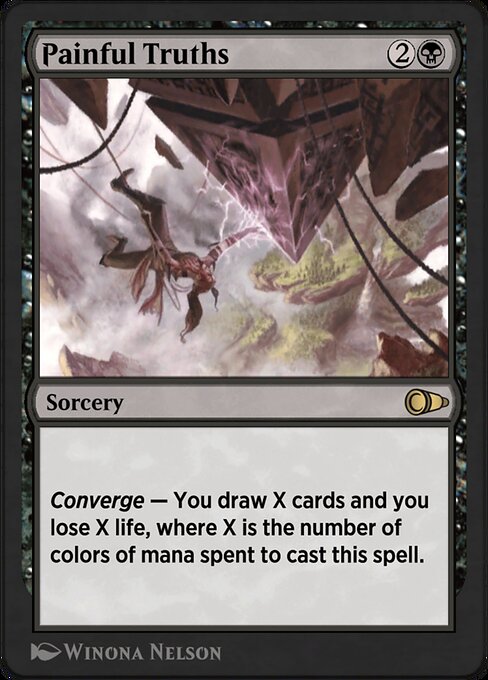 Painful Truths 2
Sorcery
Converge — You draw X cards and you
lose X life, where X is the number of
colors of mana spent to cast this spell.
WINONA NELSON